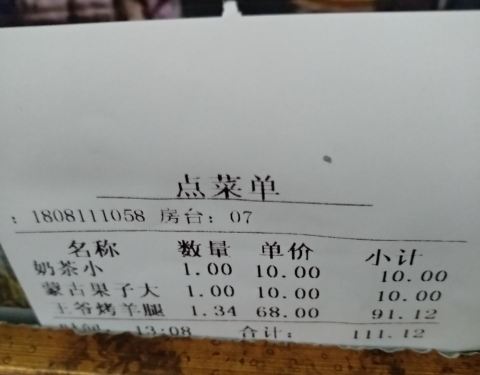 点菜单
: 1808111058 房台: 07
名称 数量 单价 小计
奶茶小 1.00 10.00 10.00
蒙古果子大 1.00 10.00 10.00
王爷烤羊腿 1.34 68.00 91.12
时间 13:08 合计: 111.12